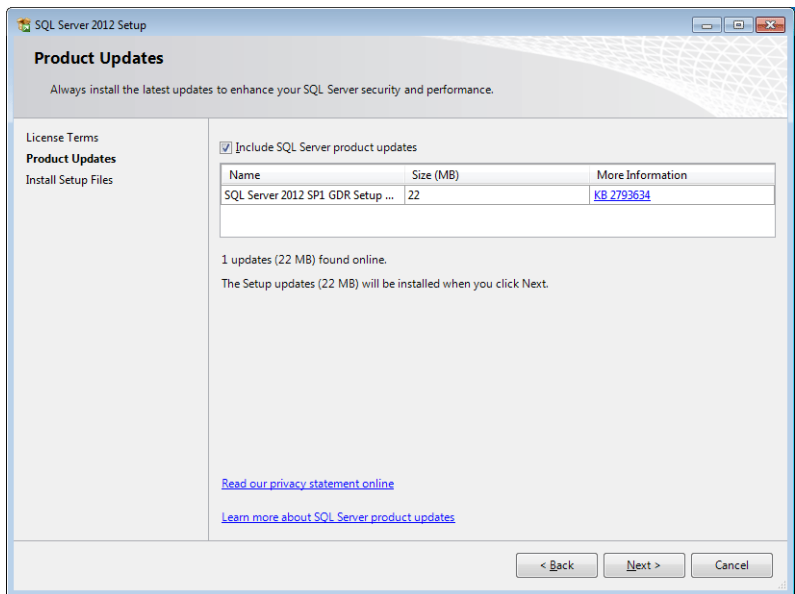 SQL Server 2012 Setup
Product Updates
Always install the latest updates to enhance your SQL Server security and performance.
License Terms
Product Updates
Install Setup Files
Include SQL Server product updates
Name Size (MB) More Information
SQL Server 2012 SP1 GDR Setup ... 22 KB 2793634
1 updates (22 MB) found online.
The Setup updates (22 MB) will be installed when you click Next.
Read our privacy statement online
Learn more about SQL Server product updates
< Back Next > Cancel